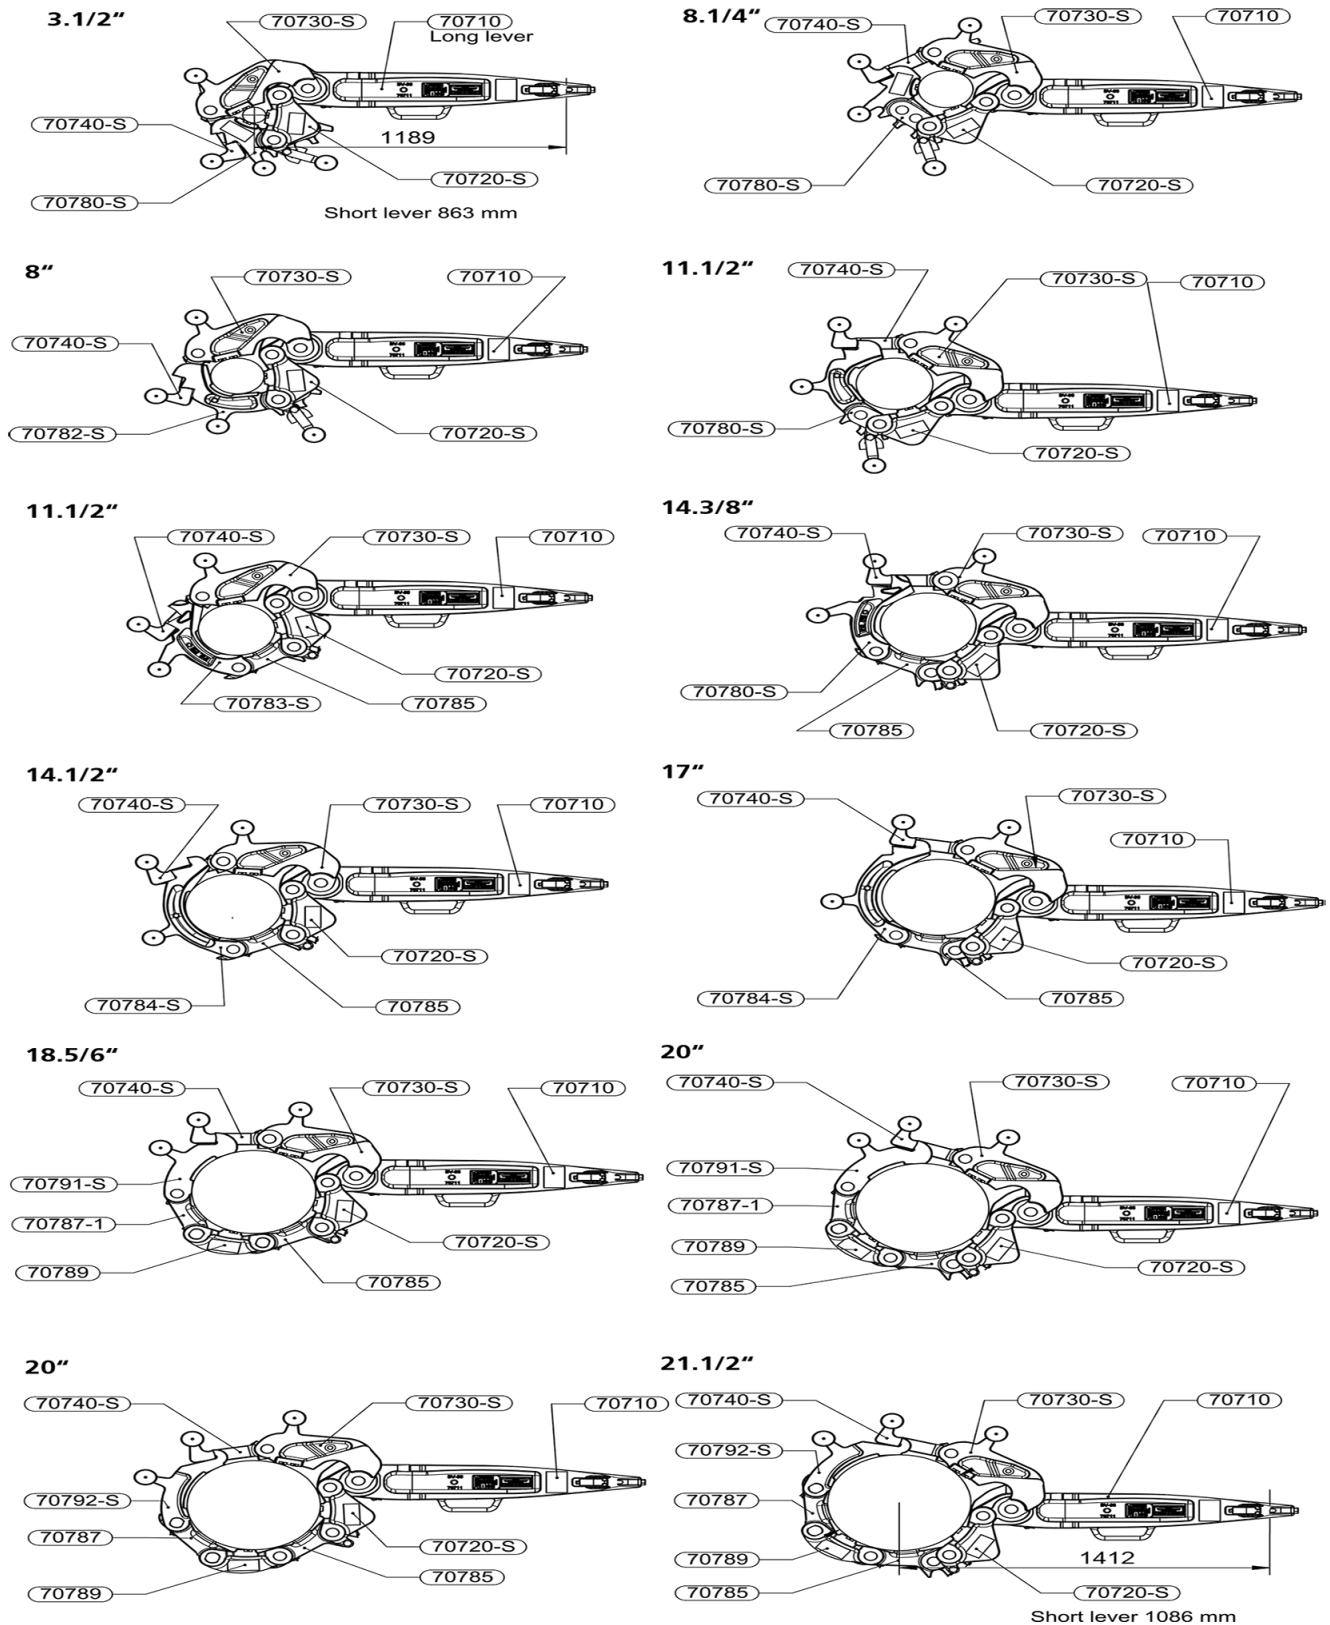 3.1/2“
70730-S
70710
Long lever
70740-S
1189
70720-S
70780-S
Short lever 863 mm
8.1/4“
70740-S
70730-S
70710
70780-S
70720-S
8“
70730-S
70710
70740-S
70782-S
70720-S
11.1/2“
70740-S
70730-S
70710
70780-S
70720-S
11.1/2“
70740-S
70730-S
70710
70720-S
70783-S
70785
14.3/8“
70740-S
70730-S
70710
70780-S
70785
70720-S
14.1/2“
70740-S
70730-S
70710
70720-S
70784-S
70785
17“
70740-S
70730-S
70710
70720-S
70784-S
70785
18.5/6“
70740-S
70730-S
70710
70791-S
70787-1
70720-S
70789
70785
20“
70740-S
70730-S
70710
70791-S
70787-1
70789
70720-S
70785
20“
70740-S
70730-S
70710
70792-S
70787
70720-S
70785
70789
21.1/2“
70740-S
70730-S
70710
70792-S
70787
70789
1412
70785
70720-S
Short lever 1086 mm